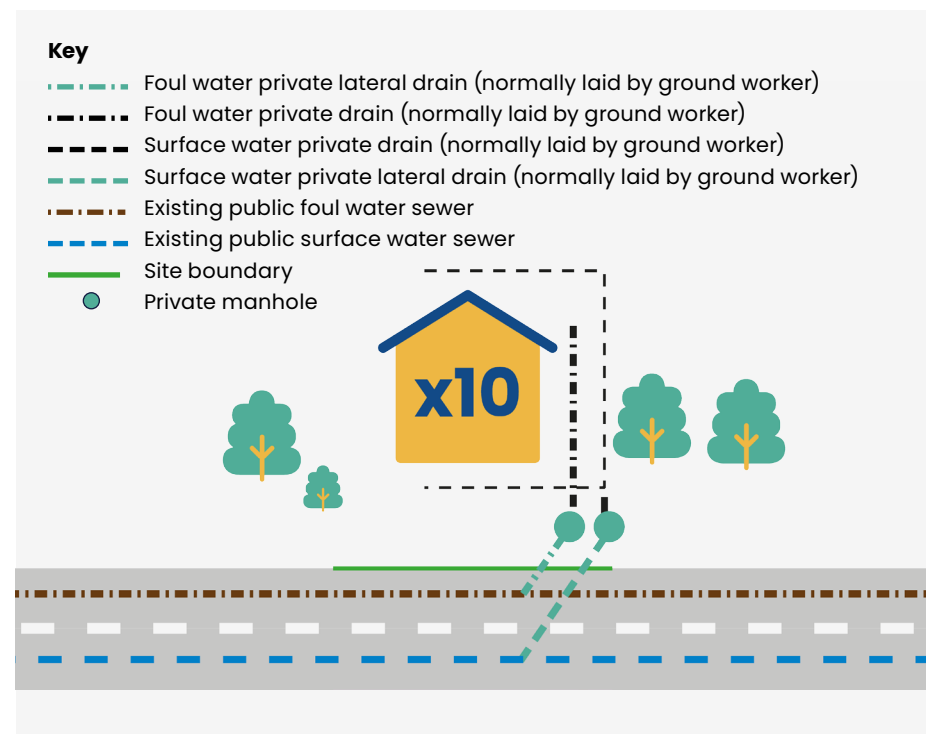 Key
Foul water private lateral drain (normally laid by ground worker)
Foul water private drain (normally laid by ground worker)
Surface water private drain (normally laid by ground worker)
Surface water private lateral drain (normally laid by ground worker)
Existing public foul water sewer
Existing public surface water sewer
Site boundary
Private manhole
x10